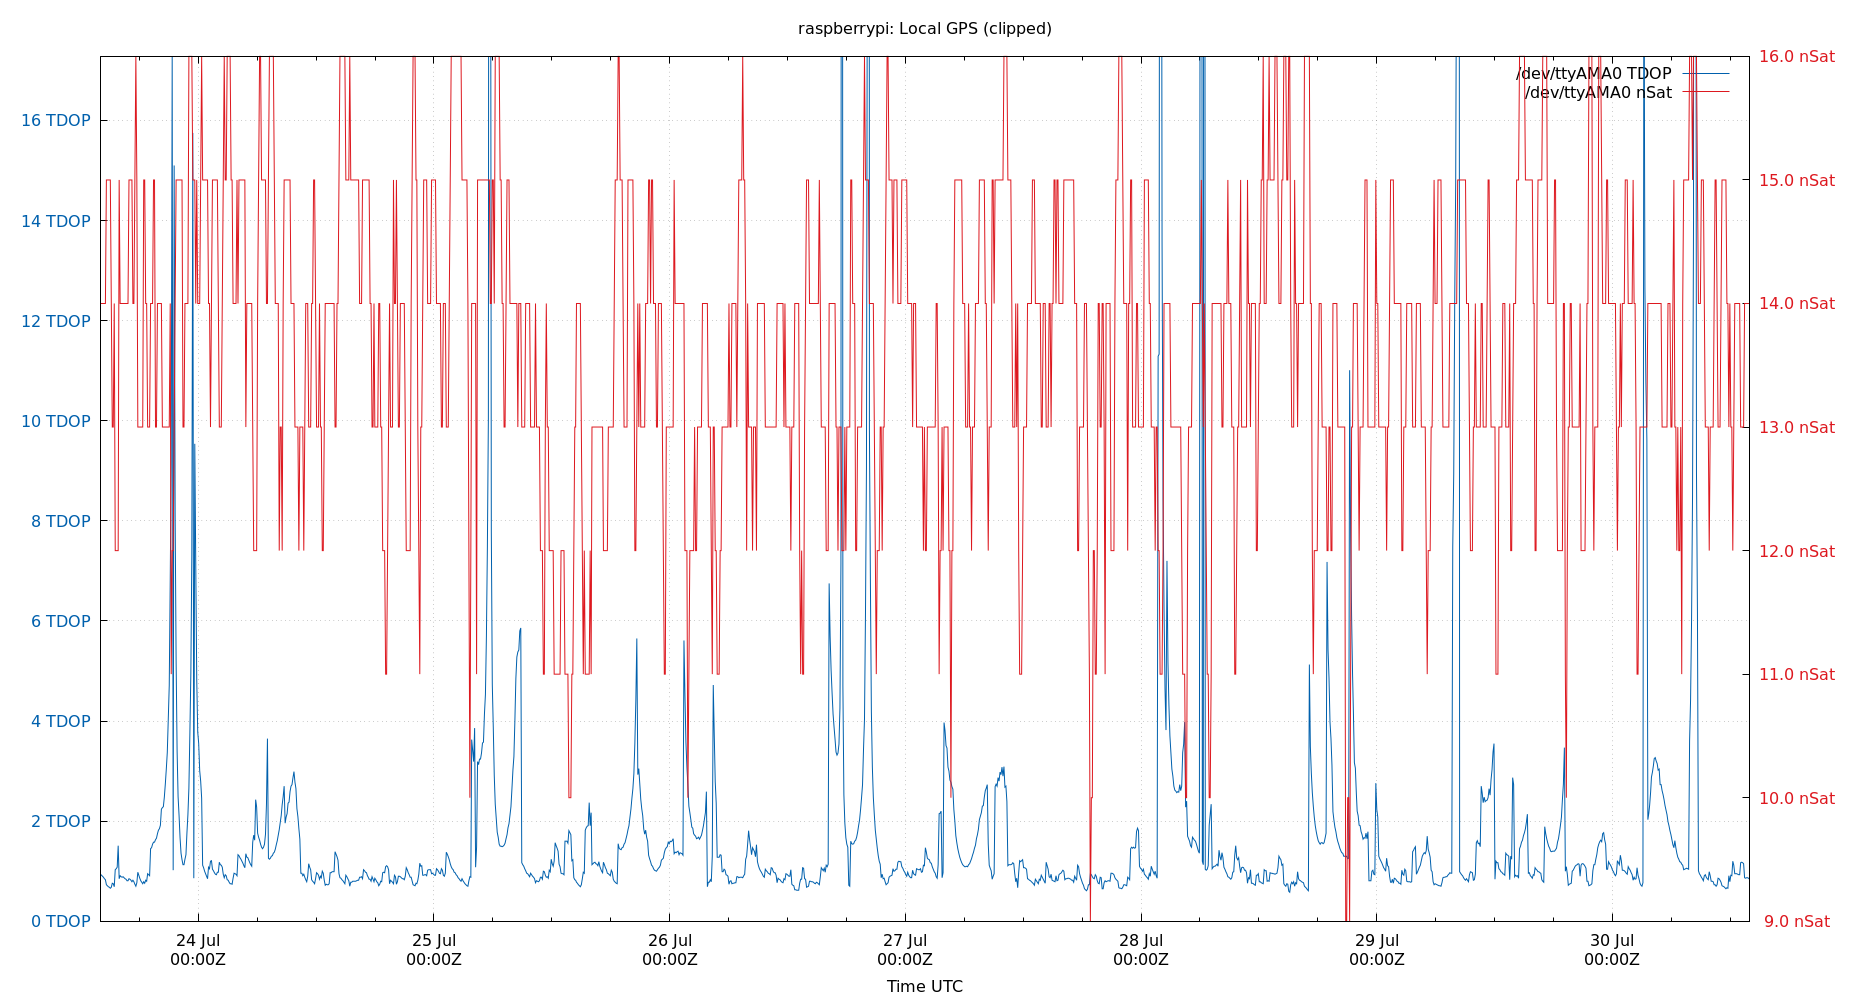 raspberrypi: Local GPS (clipped)
/dev/ttyAMA0 TDOP
/dev/ttyAMA0 nSat
16 TDOP
14 TDOP
12 TDOP
10 TDOP
8 TDOP
6 TDOP
4 TDOP
2 TDOP
0 TDOP
16.0 nSat
15.0 nSat
14.0 nSat
13.0 nSat
12.0 nSat
11.0 nSat
10.0 nSat
9.0 nSat
24 Jul
00:00Z
25 Jul
00:00Z
26 Jul
00:00Z
27 Jul
00:00Z
28 Jul
00:00Z
29 Jul
00:00Z
30 Jul
00:00Z
Time UTC